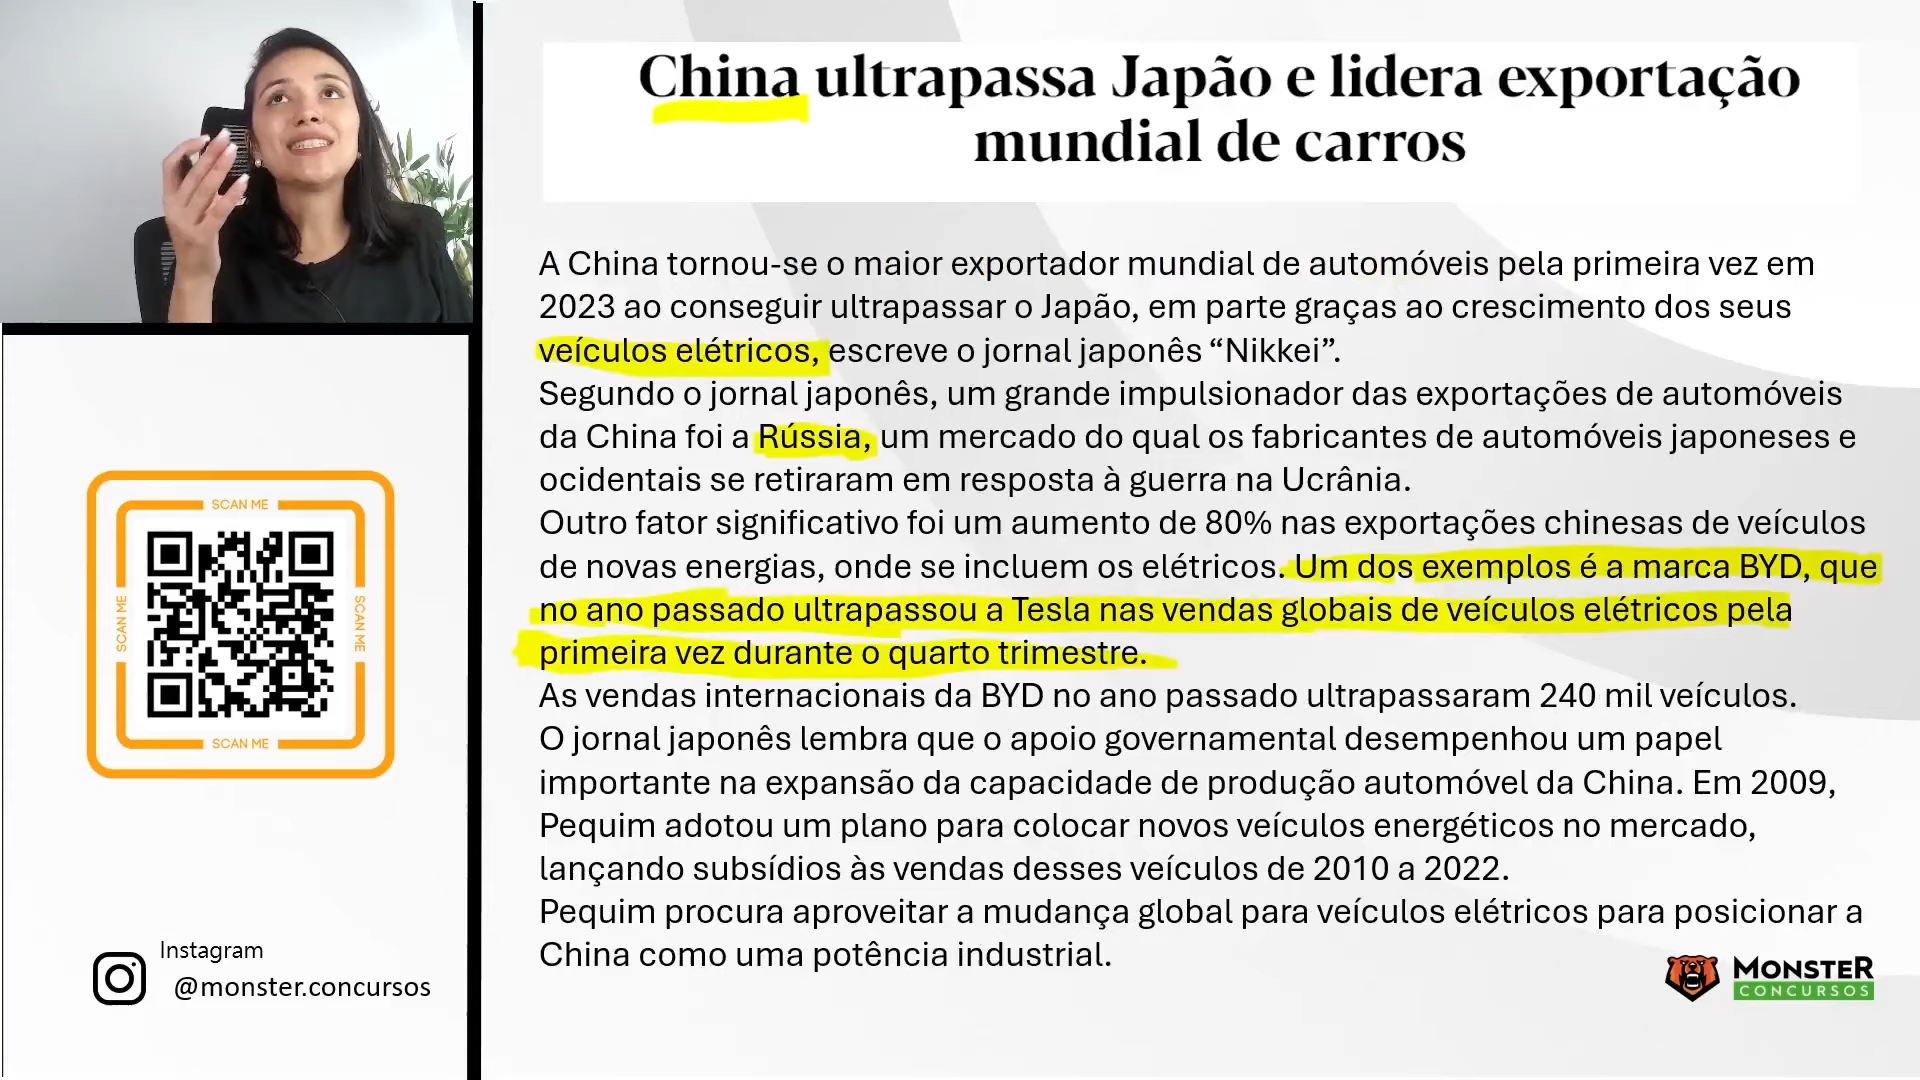 China ultrapassa Japão e lidera exportação
mundial de carros
A China tornou-se o maior exportador mundial de automóveis pela primeira vez em
2023 ao conseguir ultrapassar o Japão, em parte graças ao crescimento dos seus
veículos elétricos, escreve o jornal japonês “Nikkei”.
Segundo o jornal japonês, um grande impulsionador das exportações de automóveis
da China foi a Rússia, um mercado do qual os fabricantes de automóveis japoneses e
ocidentais se retiraram em resposta à guerra na Ucrânia.
Outro fator significativo foi um aumento de 80% nas exportações chinesas de veículos
de novas energias, onde se incluem os elétricos. Um dos exemplos é a marca BYD, que
no ano passado ultrapassou a Tesla nas vendas globais de veículos elétricos pela
primeira vez durante o quarto trimestre.
As vendas internacionais da BYD no ano passado ultrapassaram 240 mil veículos.
O jornal japonês lembra que o apoio governamental desempenhou um papel
importante na expansão da capacidade de produção automóvel da China. Em 2009,
Pequim adotou um plano para colocar novos veículos energéticos no mercado,
lançando subsídios às vendas desses veículos de 2010 a 2022.
Pequim procura aproveitar a mudança global para veículos elétricos para posicionar a
China como uma potência industrial.
SCAN ME
SCAN ME
SCAN ME
SCAN ME
Instagram
@monster.concursos
MONSTER
CONCURSOS